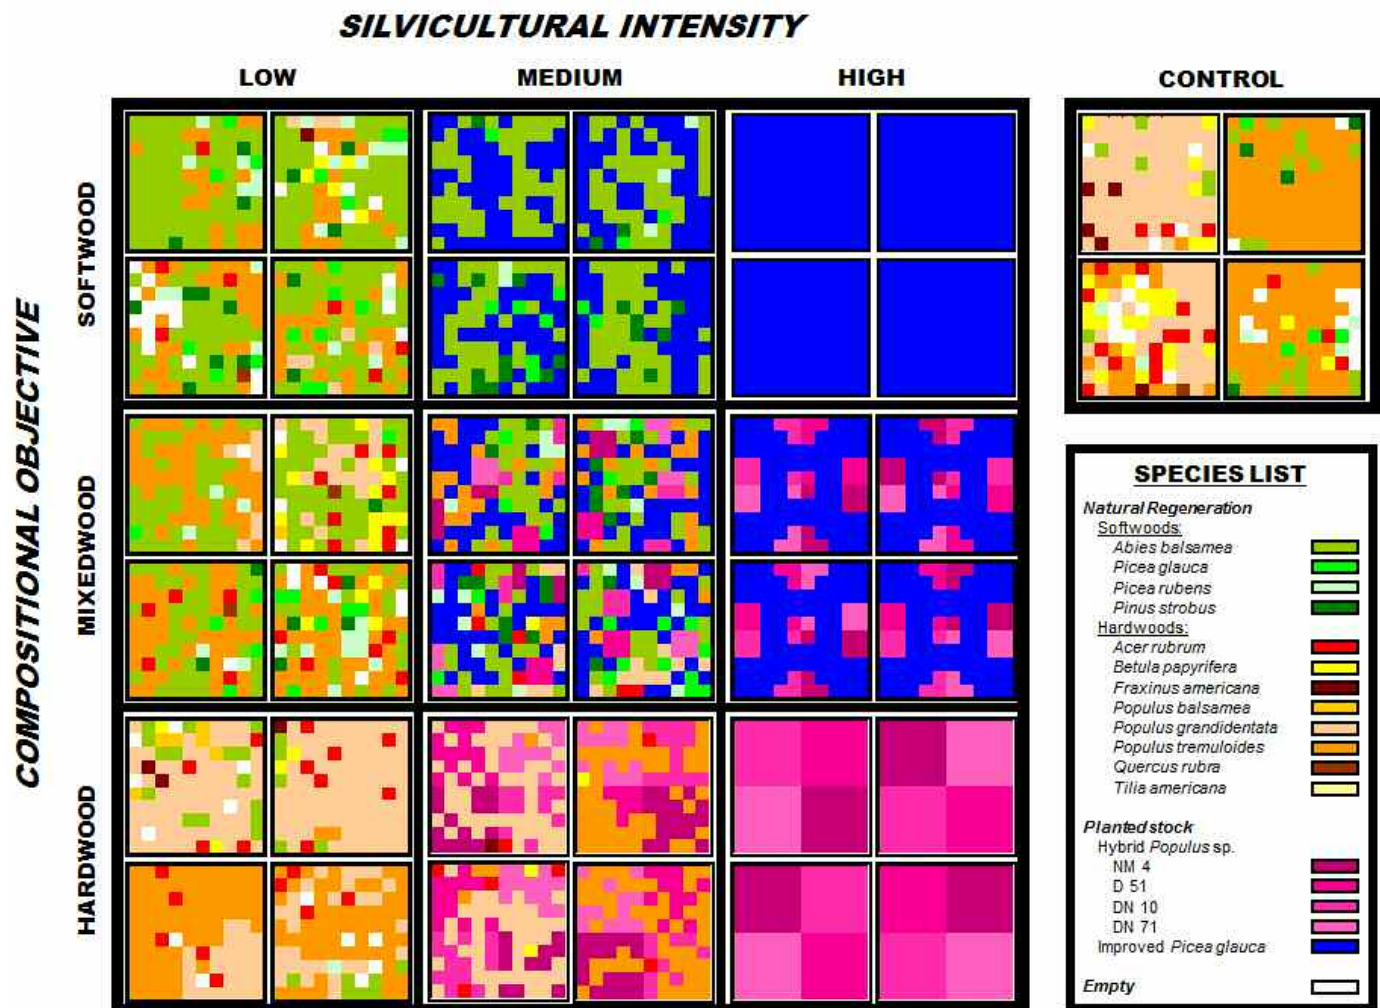 SILVICULTURAL INTENSITY
LOW
MEDIUM
HIGH
CONTROL
COMPOSITIONAL OBJECTIVE
SOFTWOOD
MIXEDWOOD
HARDWOOD
SPECIES LIST
Natural Regeneration
Softwoods:
Abies balsamea
Picea glauca
Picea rubens
Pinus strobus
Hardwoods:
Acer rubrum
Betula papyrifera
Fraxinus americana
Populus balsamea
Populus grandidentata
Populus tremuloides
Quercus rubra
Tilia americana
Planted stock
Hybrid Populus sp.
NM 4
D 51
DN 10
DN 71
Improved Picea glauca
Empty